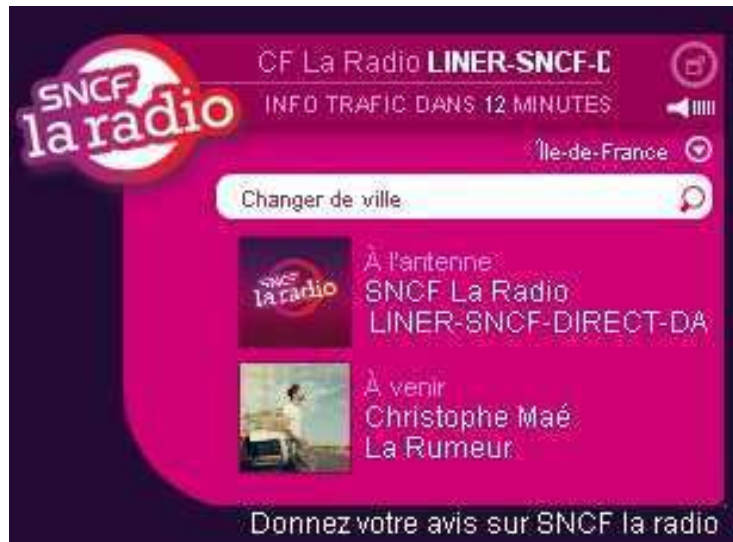 SNCF
la radio
CF La Radio LINER-SNCF-D
INFO TRAFIC DANS 12 MINUTES
Île-de-France
Changer de ville
SNCF
la radio
À l'antenne
SNCF La Radio
LINER-SNCF-DIRECT-DA
À venir
Christophe Maé
La Rumeur
Donnez votre avis sur SNCF la radio